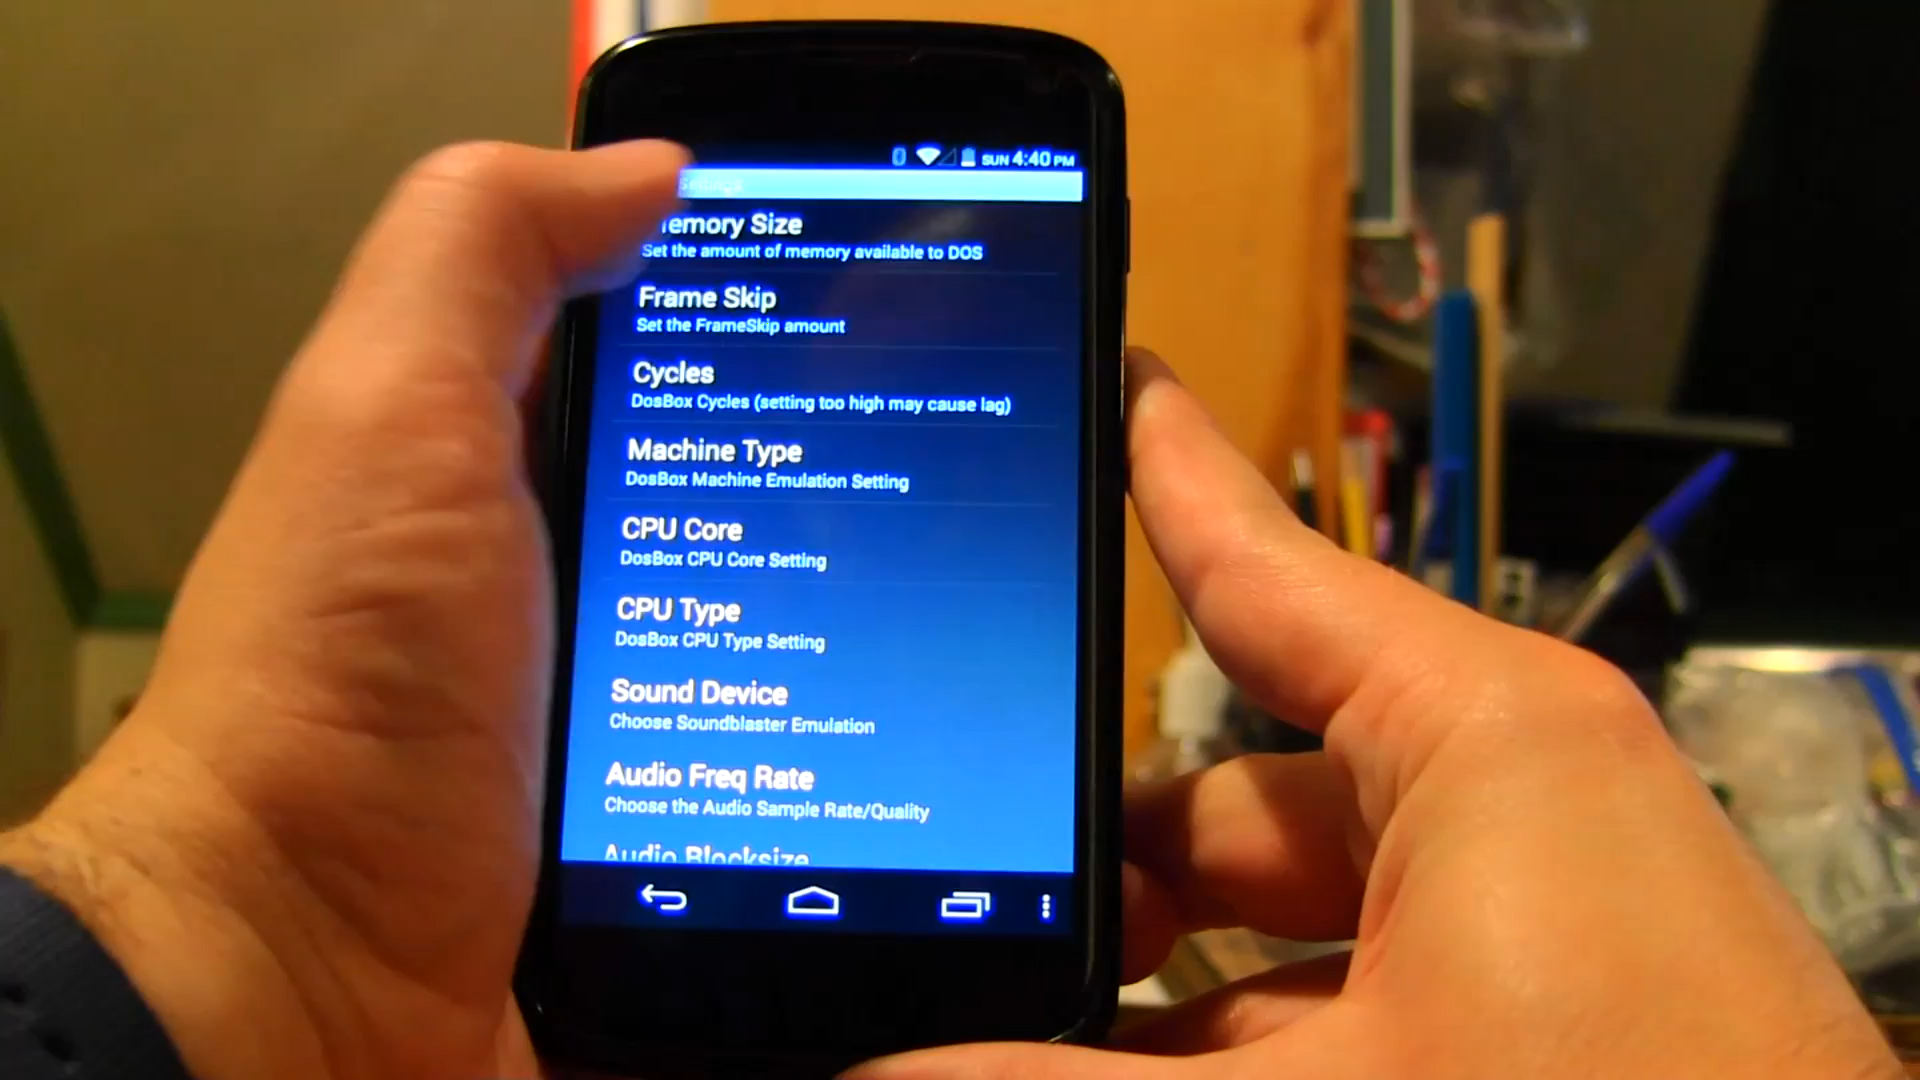 SUN 4:40 PM
Settings
emory Size
Set the amount of memory available to DOS
Frame Skip
Set the FrameSkip amount
Cycles
DosBox Cycles (setting too high may cause lag)
Machine Type
DosBox Machine Emulation Setting
CPU Core
DosBox CPU Core Setting
CPU Type
DosBox CPU Type Setting
Sound Device
Choose Soundblaster Emulation
Audio Freq Rate
Choose the Audio Sample Rate/Quality
Audio Blocksize